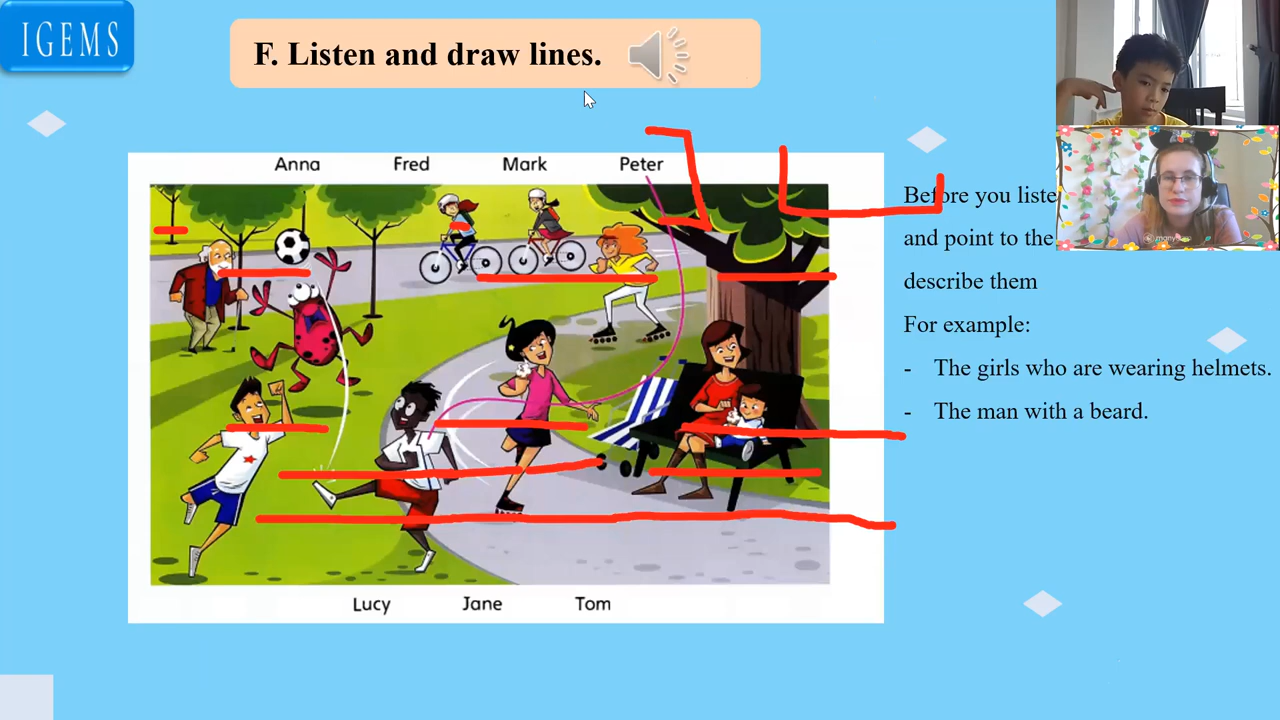 IGEMS
F. Listen and draw lines.
Anna Fred Mark Peter
Before you liste
and point to the
describe them
For example:
- The girls who are wearing helmets.
- The man with a beard.
Lucy Jane Tom